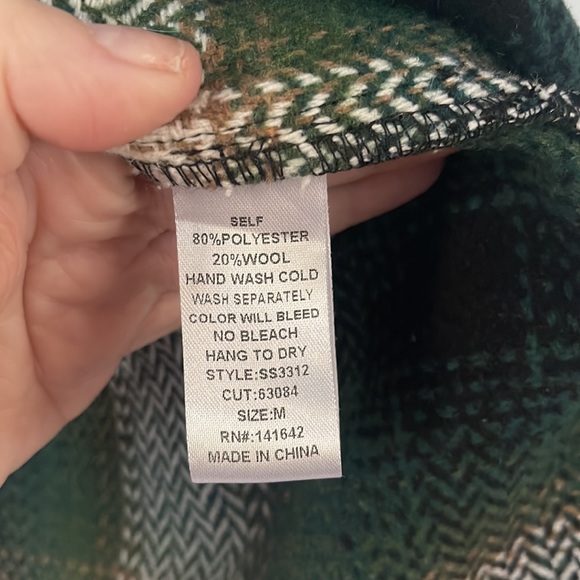 SELF
80%POLYESTER
20%WOOL
HAND WASH COLD
WASH SEPARATELY
COLOR WILL BLEED
NO BLEACH
HANG TO DRY
STYLE:SS3312
CUT:63084
SIZE:M
RN#:141642
MADE IN CHINA